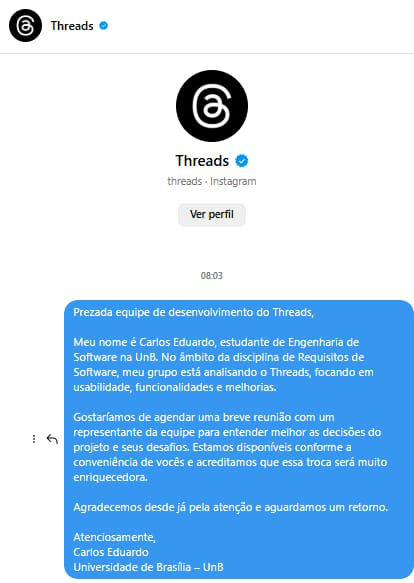 Threads
Threads
threads · Instagram
Ver perfil
08:03
Prezada equipe de desenvolvimento do Threads,
Meu nome é Carlos Eduardo, estudante de Engenharia de
Software na UnB. No âmbito da disciplina de Requisitos de
Software, meu grupo está analisando o Threads, focando em
usabilidade, funcionalidades e melhorias.
Gostaríamos de agendar uma breve reunião com um
representante da equipe para entender melhor as decisões do
projeto e seus desafios. Estamos disponíveis conforme a
conveniência de vocês e acreditamos que essa troca será muito
enriquecedora.
Agradecemos desde já pela atenção e aguardamos um retorno.
Atenciosamente,
Carlos Eduardo
Universidade de Brasília – UnB